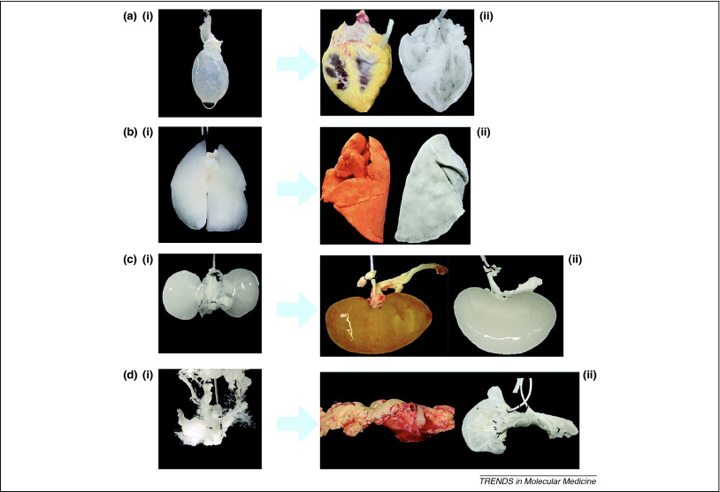 (a) (i) (ii)
(b) (i) (ii)
(c) (i) (ii)
(d) (i) (ii)
TRENDS in Molecular Medicine